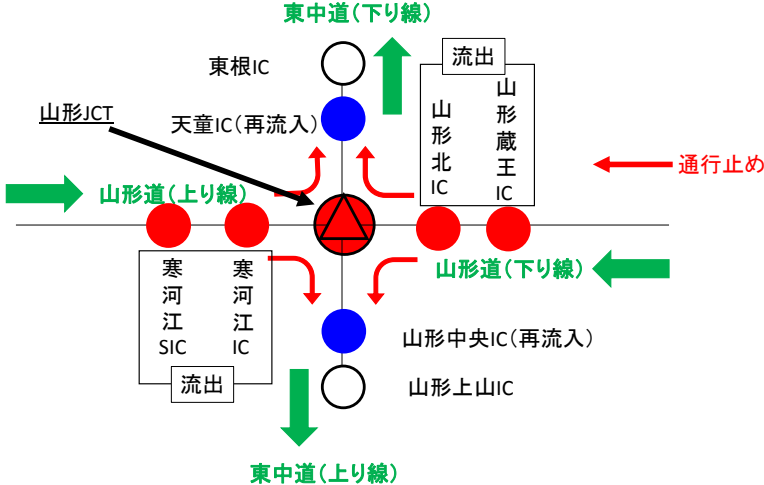 東中道(下り線)
流出
東根IC
山形蔵王IC
山形北IC
山形JCT
天童IC(再流入)
通行止め
山形道(上り線)
山形道(下り線)
寒河江SIC
寒河江IC
山形中央IC(再流入)
流出
山形上山IC
東中道(上り線)